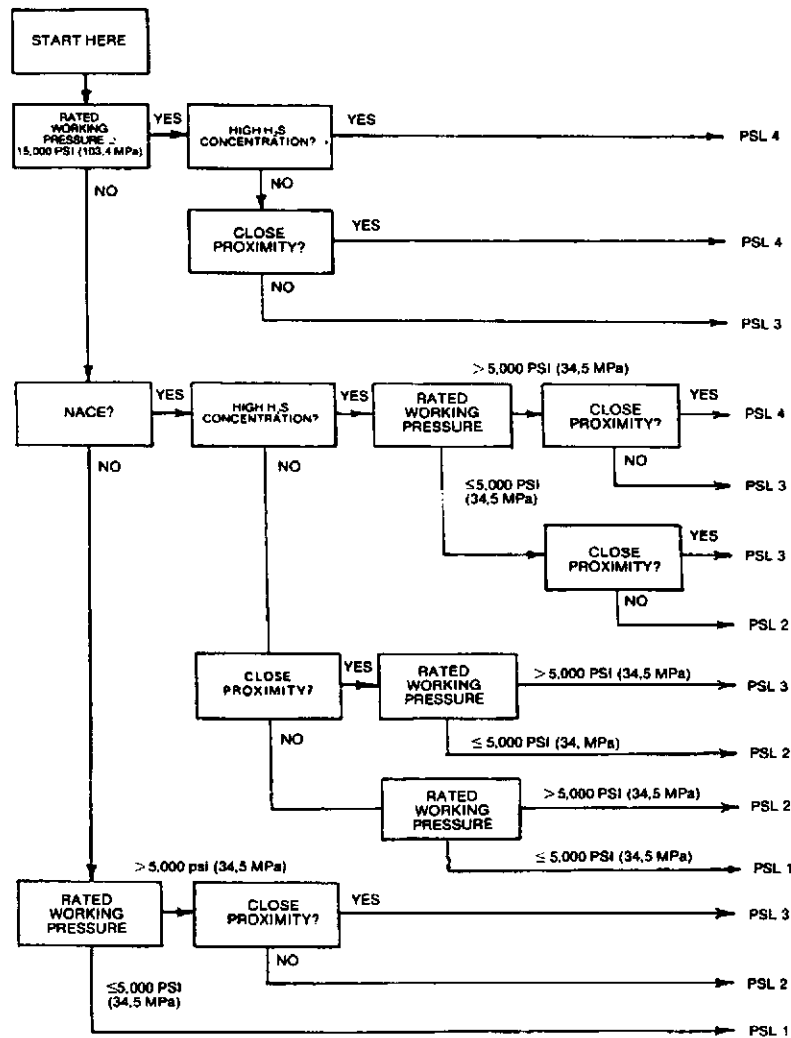 START HERE
RATED
WORKING
PRESSURE
15,000 PSI (103,4 MPa)
YES
HIGH H₂S
CONCENTRATION?
YES
PSL 4
NO
NO
CLOSE
PROXIMITY?
YES
PSL 4
NO
PSL 3
NACE?
YES
HIGH H₂S
CONCENTRATION?
YES
RATED
WORKING
PRESSURE
> 5,000 PSI (34,5 MPa)
CLOSE
PROXIMITY?
YES
PSL 4
NO
NO
NO
PSL 3
≤5,000 PSI
(34,5 MPa)
CLOSE
PROXIMITY?
YES
PSL 3
NO
PSL 2
CLOSE
PROXIMITY?
YES
RATED
WORKING
PRESSURE
> 5,000 PSI (34,5 MPa)
PSL 3
≤ 5,000 PSI (34, MPa)
PSL 2
NO
RATED
WORKING
PRESSURE
> 5,000 PSI (34,5 MPa)
PSL 2
≤ 5,000 PSI (34,5 MPa)
PSL 1
RATED
WORKING
PRESSURE
> 5,000 psi (34,5 MPa)
CLOSE
PROXIMITY?
YES
PSL 3
NO
PSL 2
≤5,000 PSI
(34,5 MPa)
PSL 1